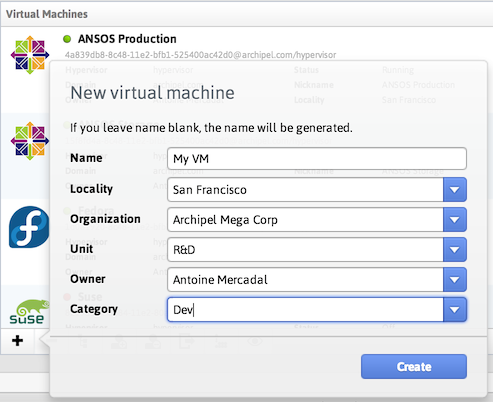 Virtual Machines
ANSOS Production
4a839db8-8c48-11e2-bfb1-525400ac42d0@archipel.com/hypervisor
Hypervisor hypervisor Status Running
Domain Nickname ANSOS Production
Locality San Francisco
New virtual machine
If you leave name blank, the name will be generated.
Name My VM
Locality San Francisco
Organization Archipel Mega Corp
Unit R&D
Owner Antoine Mercadal
Category Dev
suse
Create